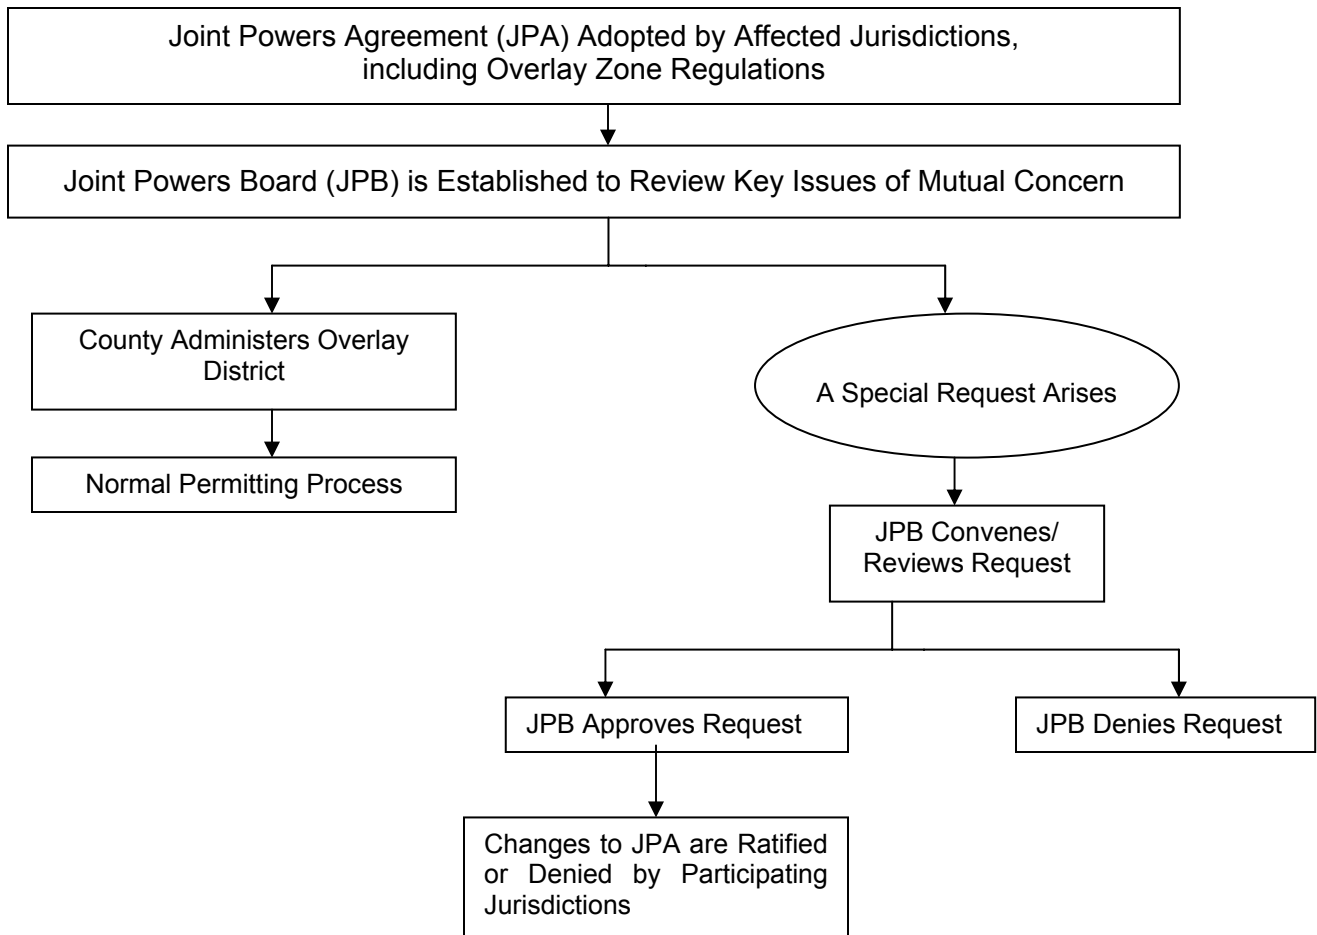 Joint Powers Agreement (JPA) Adopted by Affected Jurisdictions,
including Overlay Zone Regulations
Joint Powers Board (JPB) is Established to Review Key Issues of Mutual Concern
County Administers Overlay
District
A Special Request Arises
Normal Permitting Process
JPB Convenes/
Reviews Request
JPB Approves Request
JPB Denies Request
Changes to JPA are Ratified
or Denied by Participating
Jurisdictions